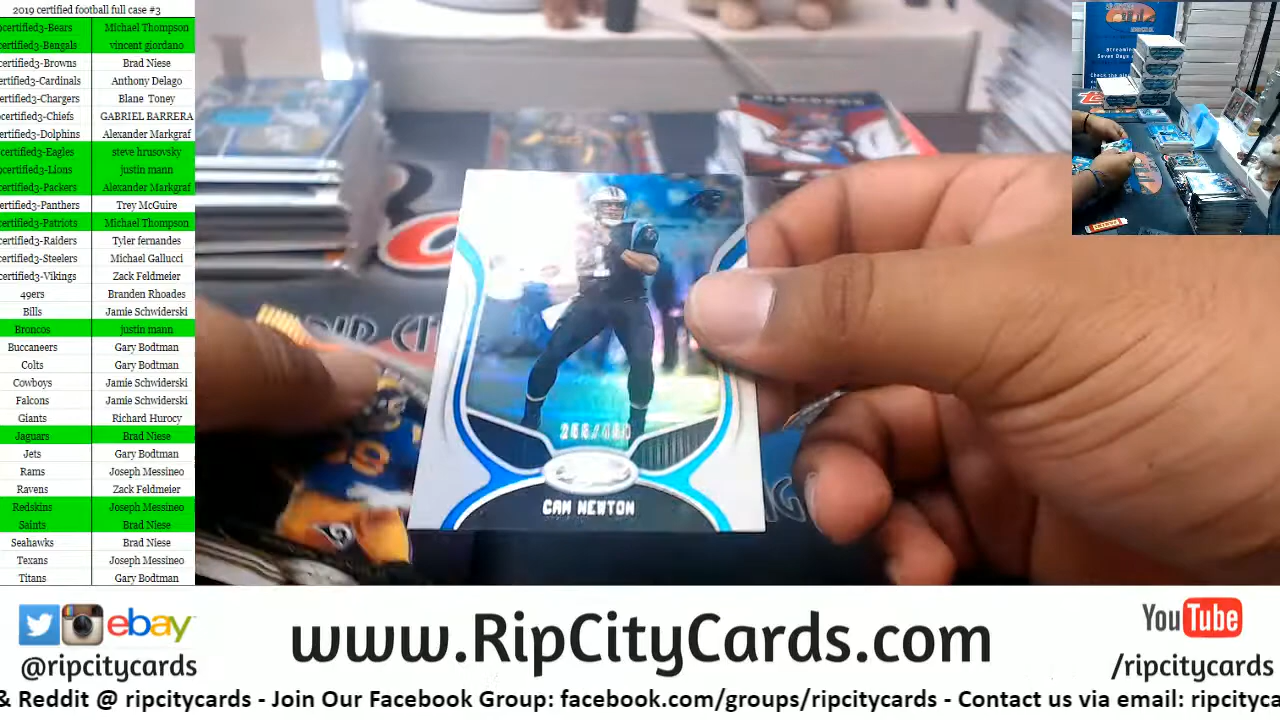 2019 certified football full case #3
certified3-Bears Michael Thompson
certified3-Bengals vincent giordano
certified3-Browns Brad Niese
certified3-Cardinals Anthony Delago
certified3-Chargers Blane Toney
certified3-Chiefs GABRIEL BARRERA
certified3-Dolphins Alexander Markgraf
certified3-Eagles steve hrusovsky
certified3-Lions justin mann
certified3-Packers Alexander Markgraf
certified3-Panthers Trey McGuire
certified3-Patriots Michael Thompson
certified3-Raiders Tyler fernandes
certified3-Steelers Michael Gallucci
certified3-Vikings Zack Feldmeier
49ers Branden Rhoades
Bills Jamie Schwiderski
Broncos justin mann
Buccaneers Gary Bodtman
Colts Gary Bodtman
Cowboys Jamie Schwiderski
Falcons Jamie Schwiderski
Giants Richard Hurocy
Jaguars Brad Niese
Jets Gary Bodtman
Rams Joseph Messineo
Ravens Zack Feldmeier
Redskins Joseph Messineo
Saints Brad Niese
Seahawks Brad Niese
Texans Joseph Messineo
Titans Gary Bodtman
CAM NEWTON
Streaming
Seven Days
ebay
@ripcitycards
www.RipCityCards.com
YouTube
/ripcitycards
& Reddit @ ripcitycards - Join Our Facebook Group: facebook.com/groups/ripcitycards - Contact us via email: ripcityca